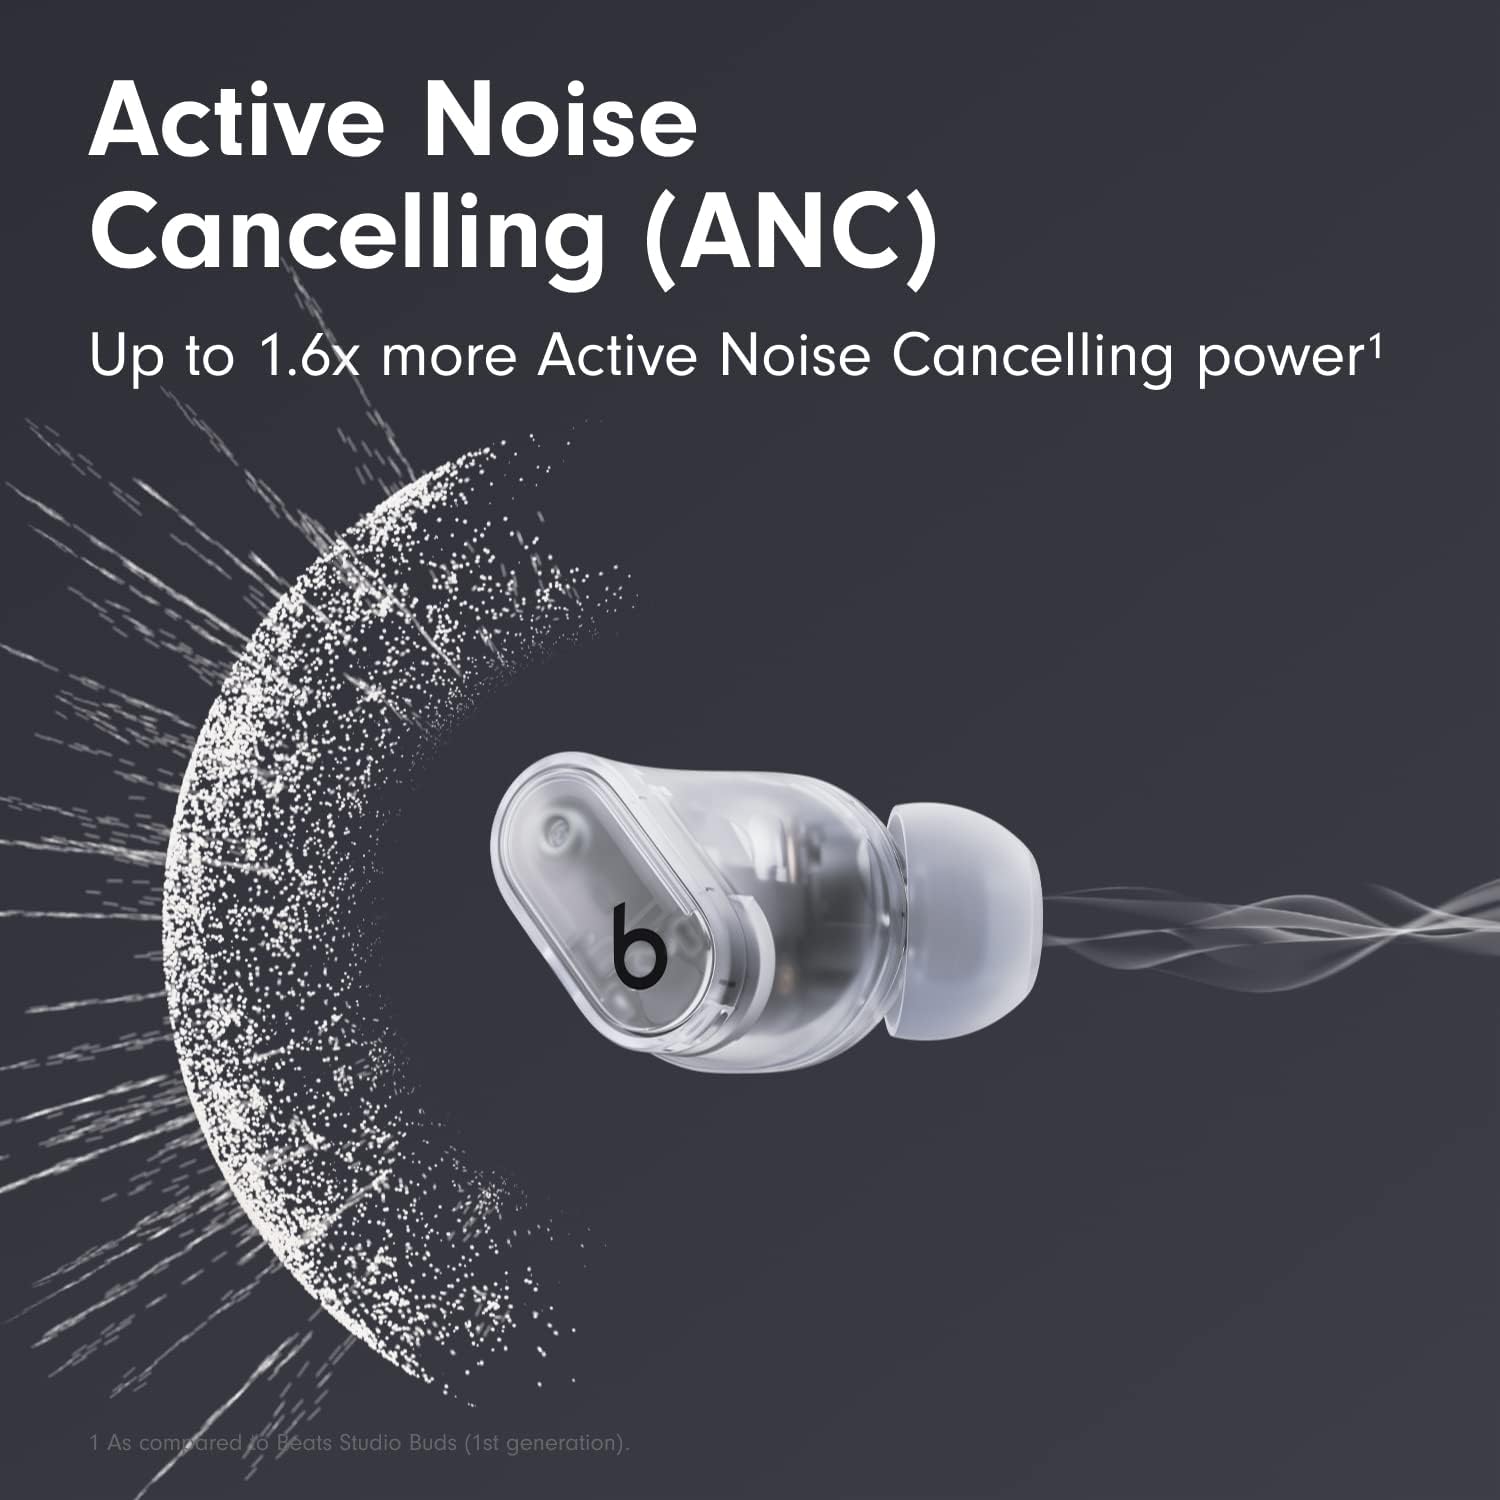 Active Noise
Cancelling (ANC)
Up to 1.6x more Active Noise Cancelling power¹
b
1 As compared to Beats Studio Buds (1st generation).